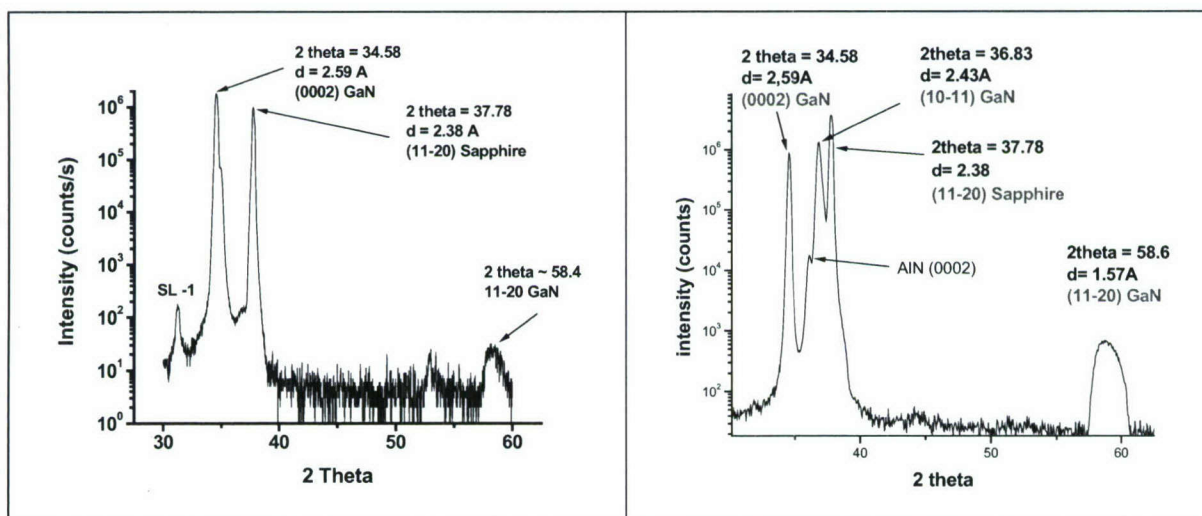 2 theta = 34.58
d = 2.59 A
(0002) GaN
2 theta = 37.78
d = 2.38 A
(11-20) Sapphire
SL -1
2 theta ~ 58.4
11-20 GaN
Intensity (counts/s)
10^6
10^5
10^4
10^3
10^2
10^1
10^0
30
40
50
60
2 Theta
2 theta = 34.58
d= 2,59A
(0002) GaN
2theta = 36.83
d= 2.43A
(10-11) GaN
2theta = 37.78
d= 2.38
(11-20) Sapphire
AlN (0002)
2theta = 58.6
d= 1.57A
(11-20) GaN
intensity (counts)
10^6
10^5
10^4
10^3
10^2
40
50
60
2 theta